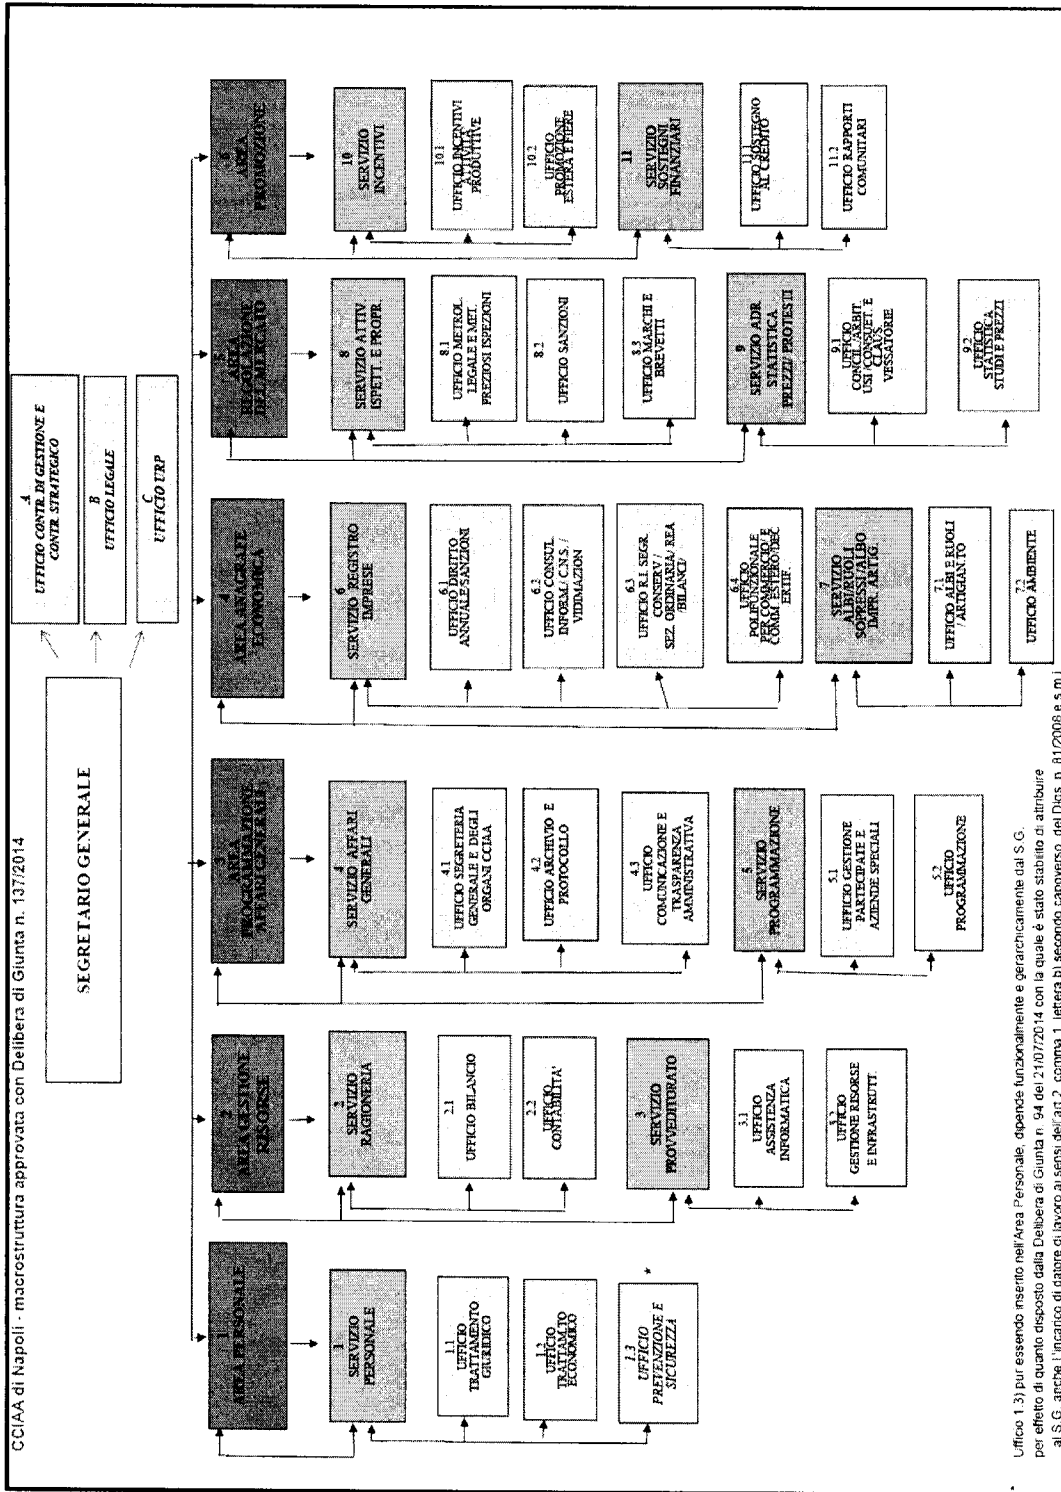 CCIAA di Napoli - macrostruttura approvata con Delibera di Giunta n. 137/2014
SEGRETARIO GENERALE
A
UFFICIO CONTR. DI GESTIONE E
CONTR. STRATEGICO
B
UFFICIO LEGALE
C
UFFICIO URP
1
AREA PERSONALE
1
SERVIZIO
PERSONALE
1.1
UFFICIO
TRATTAMENTO
GIURIDICO
1.2
UFFICIO
TRATTAM.TO
ECONOMICO
1.3
UFFICIO
PREVENZIONE E
SICUREZZA
*
2
AREA GESTIONE
RISORSE
2
SERVIZIO
RAGIONERIA
2.1
UFFICIO BILANCIO
2.2
UFFICIO
CONTABILITA'
3
SERVIZIO
PROVVEDITORATO
3.1
UFFICIO
ASSISTENZA
INFORMATICA
3.2
UFFICIO
GESTIONE RISORSE
E INFRASTRUTT.
3
AREA
PROGRAMMAZIONE
AFFARI GENERALI
4
SERVIZIO AFFARI
GENERALI
4.1
UFFICIO SEGRETERIA
GENERALE E DEGLI
ORGANI CCIAA
4.2
UFFICIO ARCHIVIO E
PROTOCOLLO
4.3
UFFICIO
COMUNICAZIONE E
TRASPARENZA
AMMINISTRATIVA
5
SERVIZIO
PROGRAMMAZIONE
5.1
UFFICIO GESTIONE
PARTECIPATE E
AZIENDE SPECIALI
5.2
UFFICIO
PROGRAMMAZIONE
4
AREA ANAGRAFE
ECONOMICA
6
SERVIZIO REGISTRO
IMPRESE
6.1
UFFICIO DIRITTO
ANNUALE/SANZIONI
6.2
UFFICIO CONSUL.
INFORM./ C.N.S. /
VIDIMAZION
6.3
UFFICIO R.I. SEGR.
CONSERV /
SEZ. ORDINARIA/ REA
/BILANCI/
6.4
UFFICIO
POLIFUNZIONALE
PER COMMERCIO/ E
COMM. ESTERO/DEC
ERTIF.
7
SERVIZIO
ALBI/RUOLI
SOPPRESSI /ALBO
IMPR. ARTIG.
7.1
UFFICIO ALBI E RUOLI
/ ARTIGIAN.TO
7.2
UFFICIO AMBIENTE
5
AREA
REGOLAZIONE
DEL MERCATO
8
SERVIZIO ATTIV.
ISPETT. E PROPR.
8.1
UFFICIO METROL.
LEGALE E MET.
PREZIOSI ISPEZIONI
8.2
UFFICIO SANZIONI
8.3
UFFICIO MARCHI E
BREVETTI
9
SERVIZIO ADR
STATISTICA
PREZZI/ PROTESTI
9.1
UFFICIO
CONCIL./ARBIT.
USI /CONSUET. E
CLAUS.
VESSATORIE
9.2
UFFICIO
STATISTICA
STUDI E PREZZI
6
AREA
PROMOZIONE
10
SERVIZIO
INCENTIVI
10.1
UFFICIO INCENTIVI
ATTIVITÀ
PRODUTTIVE
10.2
UFFICIO
PROMOZIONE
ESTERA E FIERE
11
SERVIZIO
SOSTEGNI
FINANZIARI
11.1
UFFICIO SOSTEGNO
AL CREDITO
11.2
UFFICIO RAPPORTI
COMUNITARI
Ufficio 1.3) pur essendo inserito nell'Area Personale, dipende funzionalmente e gerarchicamente dal S.G.
per effetto di quanto disposto dalla Delibera di Giunta n. 94 del 21/07/2014 con la quale è stato stabilito di attribuire
al S.G. anche l'incarico di datore di lavoro ai sensi dell'art.2, comma 1, lettera b) secondo capoverso, del Dlgs. n. 81/2008 e s.m.i.